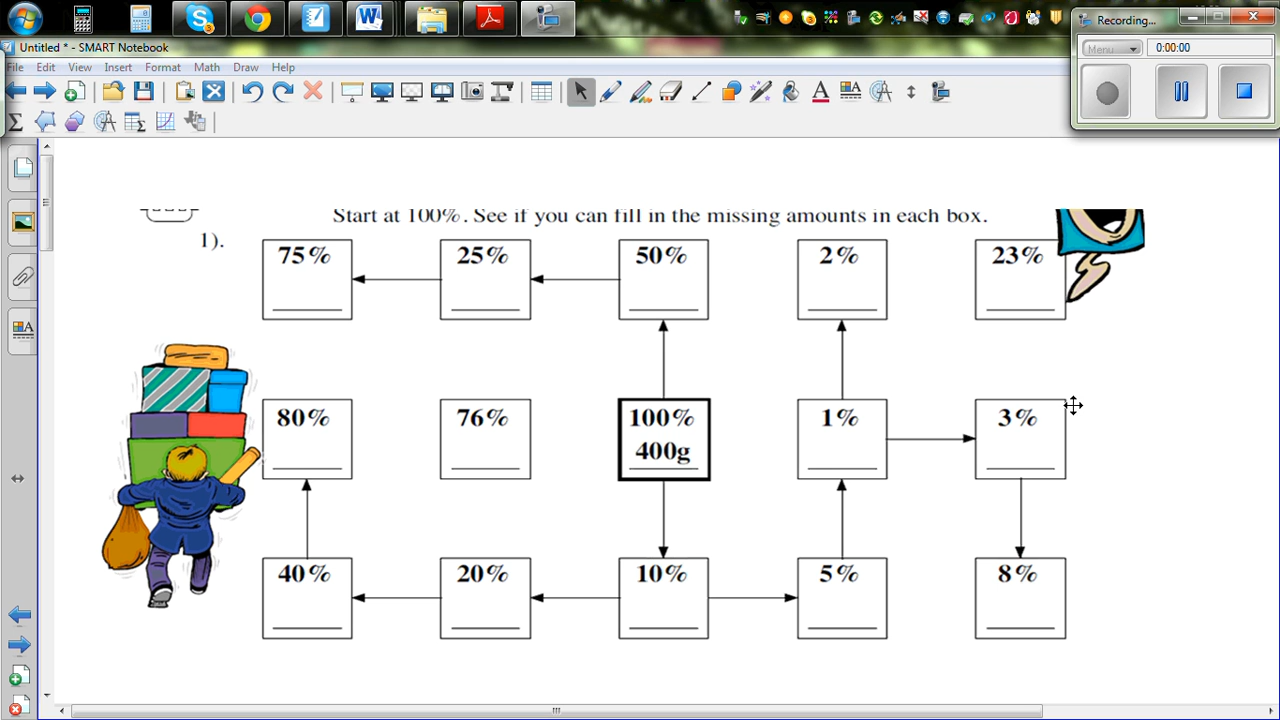 Recording...
Untitled * - SMART Notebook
Menu
0:00:00
File Edit View Insert Format Math Draw Help
Start at 100%. See if you can fill in the missing amounts in each box.
1).
75% 25% 50% 2% 23%
80% 76% 100% 1% 3%
400g
40% 20% 10% 5% 8%